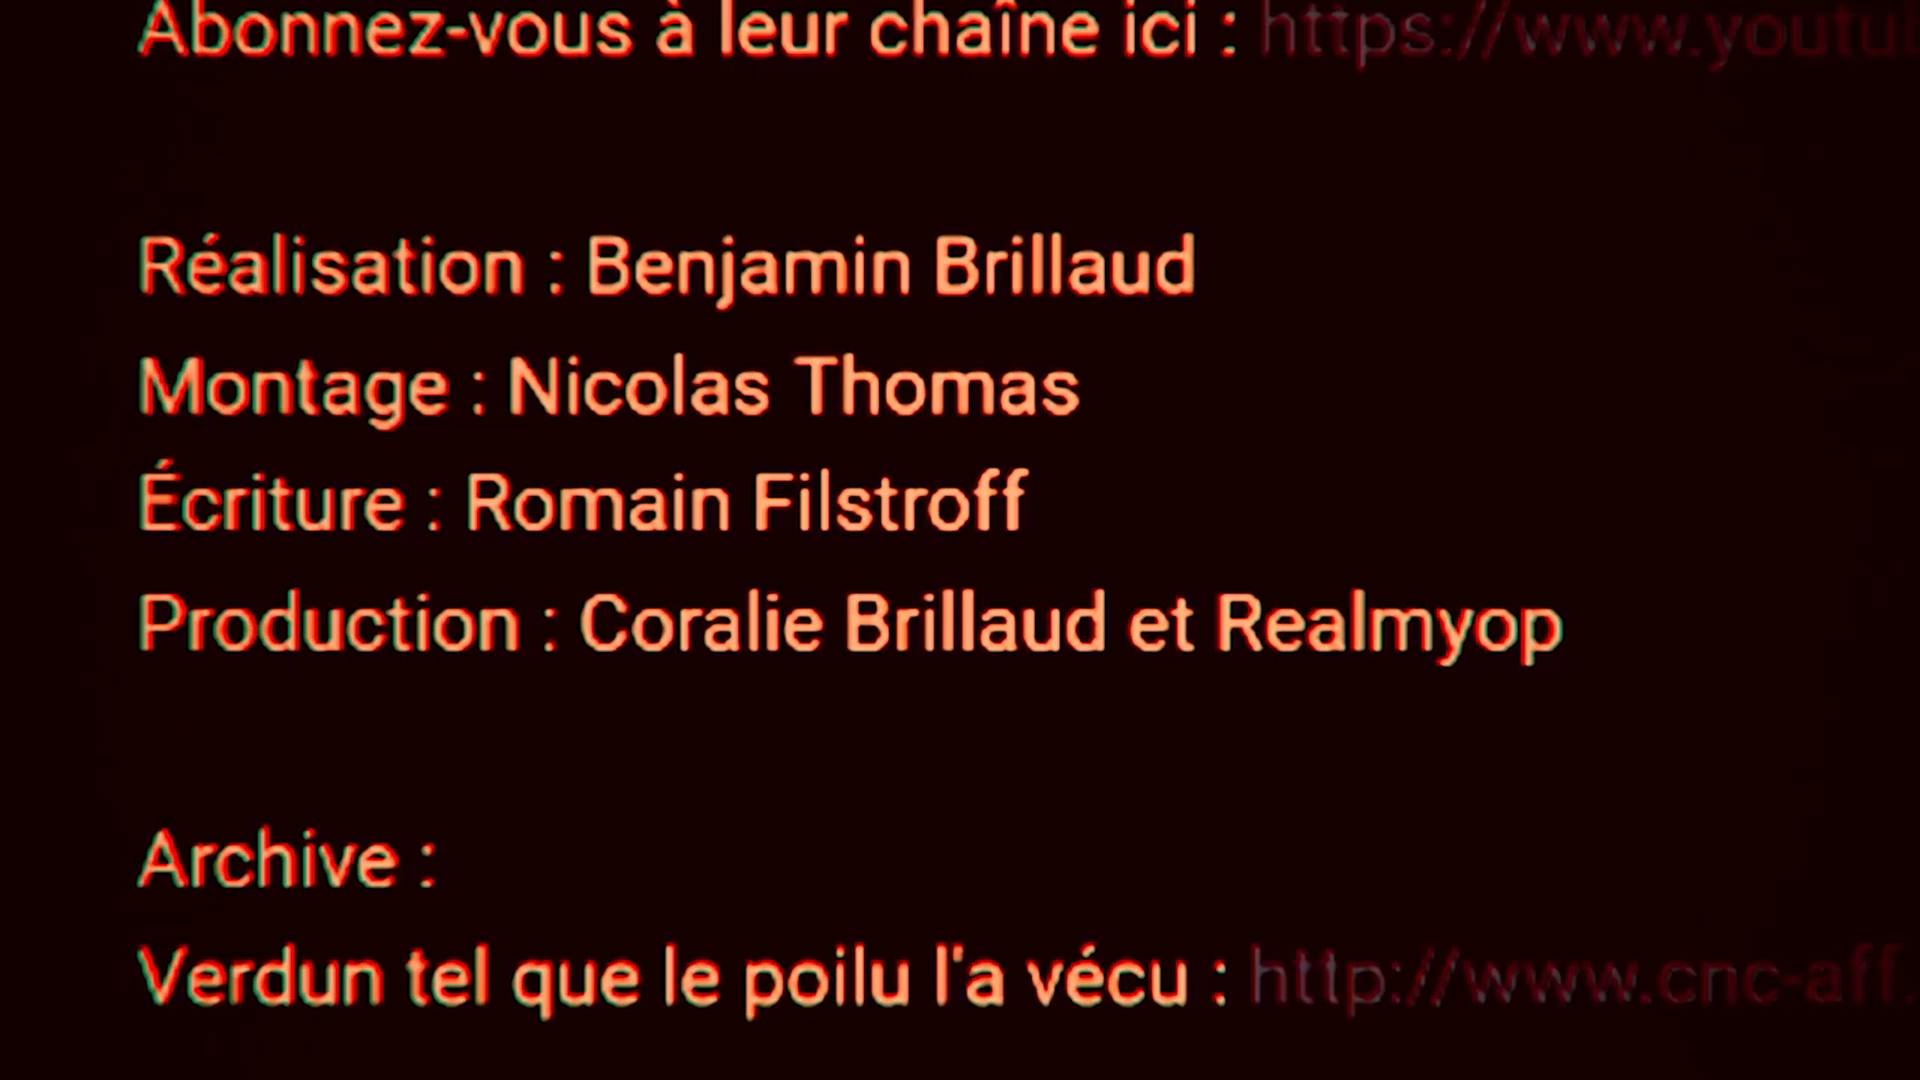 Abonnez-vous à leur chaîne ici : https://www.youtu
Réalisation : Benjamin Brillaud
Montage : Nicolas Thomas
Écriture : Romain Filstroff
Production : Coralie Brillaud et Realmyop
Archive :
Verdun tel que le poilu l'a vécu : http://www.cnc-aff.